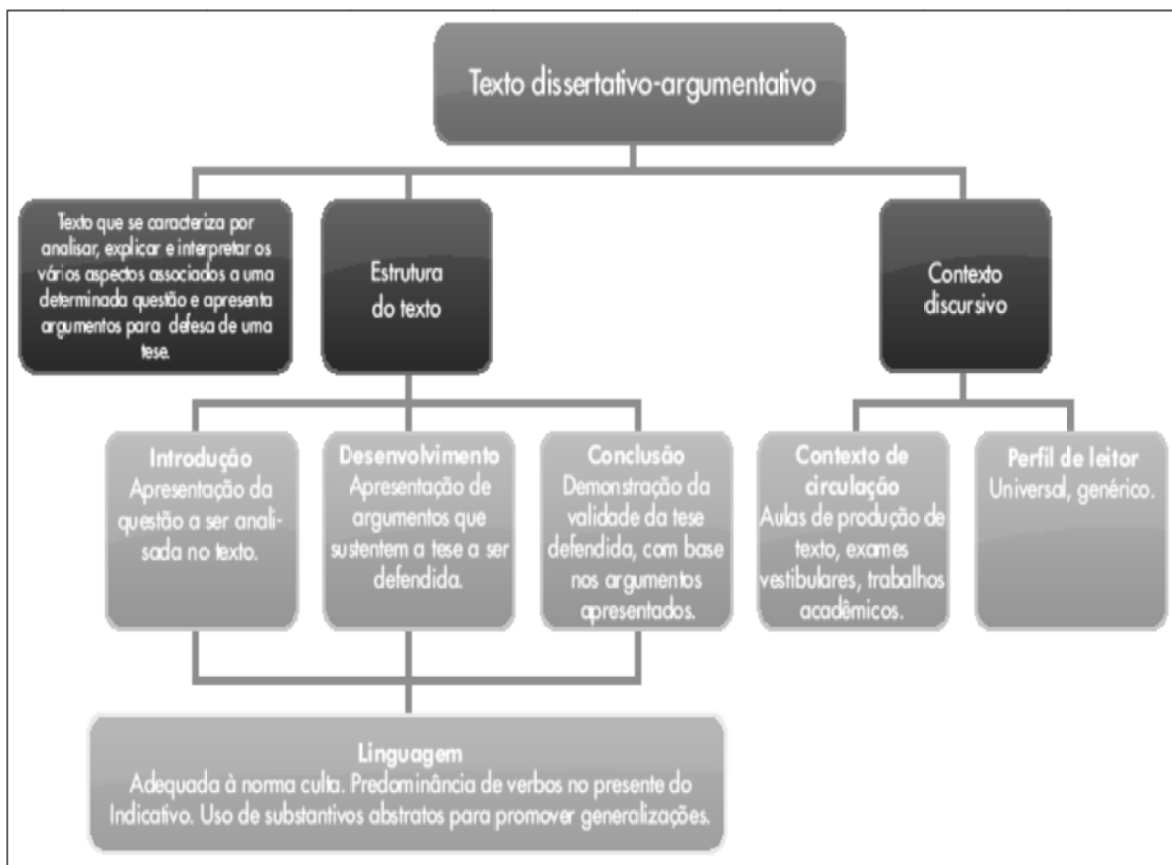 Texto dissertativo-argumentativo
Texto que se caracteriza por
analisar, explicar e interpretar os
vários aspectos associados a uma
determinada questão e apresenta
argumentos para defesa de uma
tese.
Estrutura
do texto
Contexto
discursivo
Introdução
Apresentação da
questão a ser anali-
sada no texto.
Desenvolvimento
Apresentação de
argumentos que
sustentem a tese a ser
defendida.
Conclusão
Demonstração da
validade da tese
defendida, com base
nos argumentos
apresentados.
Contexto de
circulação
Aulas de produção de
texto, exames
vestibulares, trabalhos
acadêmicos.
Perfil de leitor
Universal, genérico.
Linguagem
Adequada à norma culta. Predominância de verbos no presente do
Indicativo. Uso de substantivos abstratos para promover generalizações.